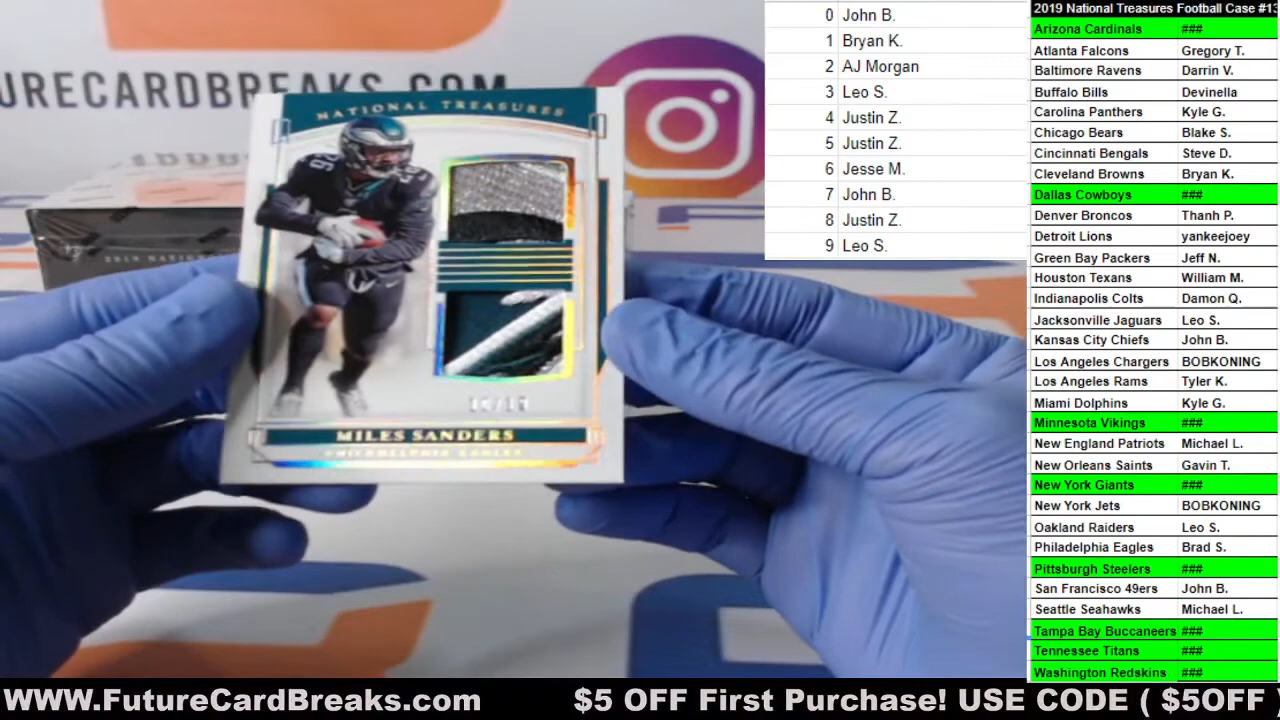 URECARDBREAKS.COM
NATIONAL TREASURES
MILES SANDERS
PHILADELPHIA EAGLES
0 John B.
1 Bryan K.
2 AJ Morgan
3 Leo S.
4 Justin Z.
5 Justin Z.
6 Jesse M.
7 John B.
8 Justin Z.
9 Leo S.
2019 National Treasures Football Case #13
Arizona Cardinals ###
Atlanta Falcons Gregory T.
Baltimore Ravens Darrin V.
Buffalo Bills Devinella
Carolina Panthers Kyle G.
Chicago Bears Blake S.
Cincinnati Bengals Steve D.
Cleveland Browns Bryan K.
Dallas Cowboys ###
Denver Broncos Thanh P.
Detroit Lions yankeejoey
Green Bay Packers Jeff N.
Houston Texans William M.
Indianapolis Colts Damon Q.
Jacksonville Jaguars Leo S.
Kansas City Chiefs John B.
Los Angeles Chargers BOBKONING
Los Angeles Rams Tyler K.
Miami Dolphins Kyle G.
Minnesota Vikings ###
New England Patriots Michael L.
New Orleans Saints Gavin T.
New York Giants ###
New York Jets BOBKONING
Oakland Raiders Leo S.
Philadelphia Eagles Brad S.
Pittsburgh Steelers ###
San Francisco 49ers John B.
Seattle Seahawks Michael L.
Tampa Bay Buccaneers ###
Tennessee Titans ###
Washington Redskins ###
WWW.FutureCardBreaks.com $5 OFF First Purchase! USE CODE ( $5OFF )